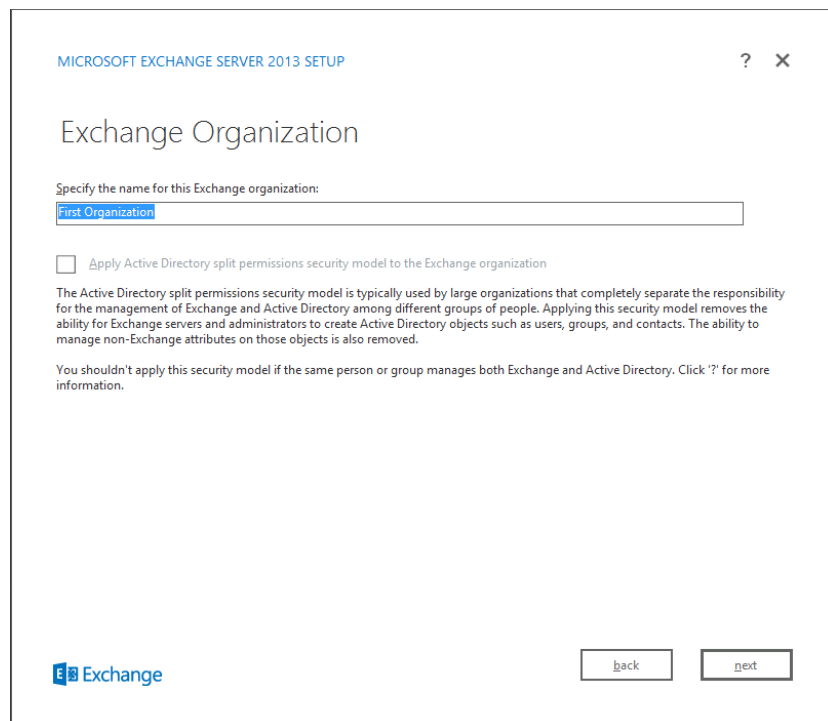 MICROSOFT EXCHANGE SERVER 2013 SETUP
? ✕
Exchange Organization
Specify the name for this Exchange organization:
First Organization
Apply Active Directory split permissions security model to the Exchange organization
The Active Directory split permissions security model is typically used by large organizations that completely separate the responsibility
for the management of Exchange and Active Directory among different groups of people. Applying this security model removes the
ability for Exchange servers and administrators to create Active Directory objects such as users, groups, and contacts. The ability to
manage non-Exchange attributes on those objects is also removed.
You shouldn't apply this security model if the same person or group manages both Exchange and Active Directory. Click '?' for more
information.
E Exchange
back
next